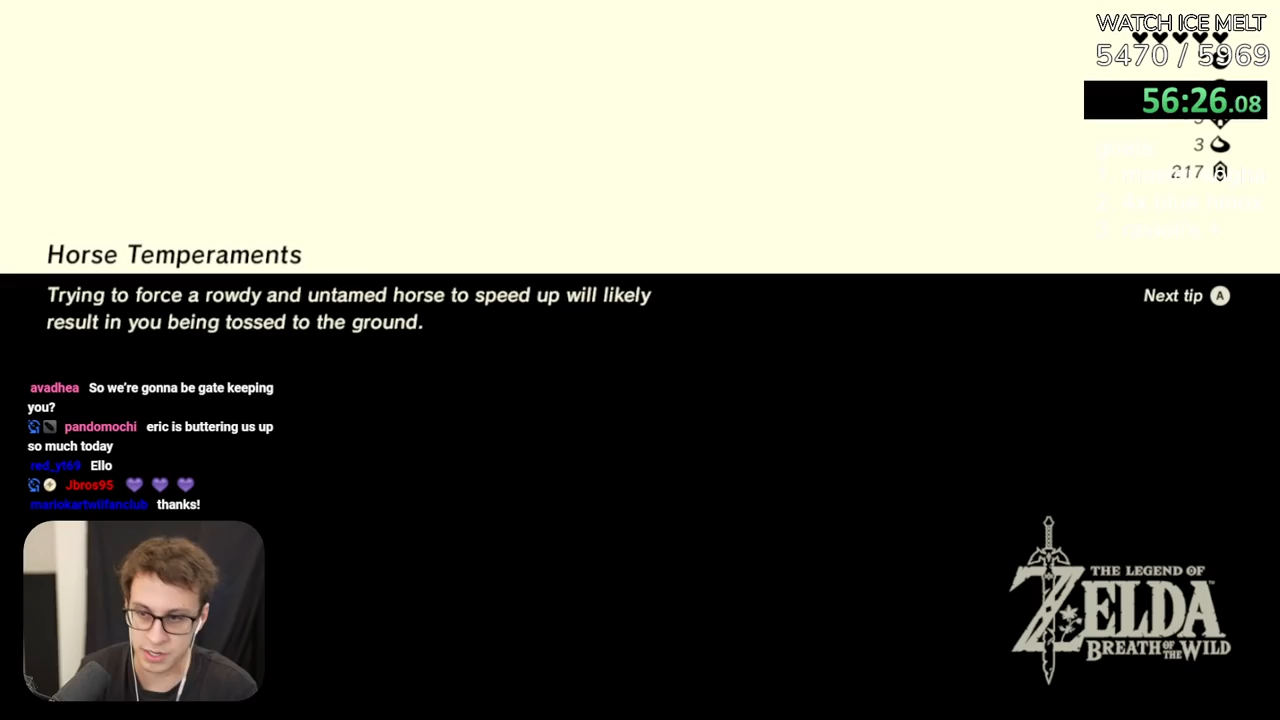 WATCH ICE MELT
5470 / 5969
56:26.08
3
217
Horse Temperaments
Trying to force a rowdy and untamed horse to speed up will likely
result in you being tossed to the ground.
Next tip A
avadhea So we're gonna be gate keeping
you?
pandomochi eric is buttering us up
so much today
red_yt69 Ello
Jbros95
mariokartwiifanclub thanks!
THE LEGEND OF
ZELDA
BREATH OF THE WILD